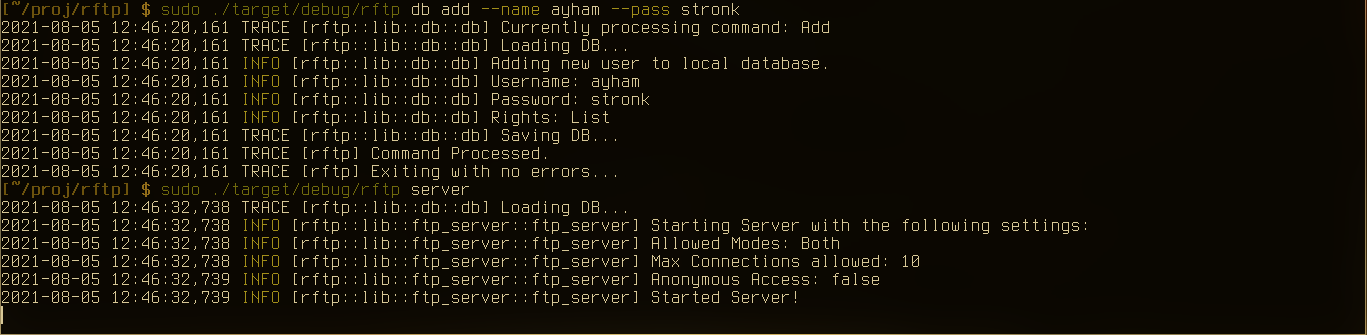 [~/proj/rftp] $ sudo ./target/debug/rftp db add --name ayham --pass stronk
2021-08-05 12:46:20,161 TRACE [rftp::lib::db::db] Currently processing command: Add
2021-08-05 12:46:20,161 TRACE [rftp::lib::db::db] Loading DB...
2021-08-05 12:46:20,161 INFO [rftp::lib::db::db] Adding new user to local database.
2021-08-05 12:46:20,161 INFO [rftp::lib::db::db] Username: ayham
2021-08-05 12:46:20,161 INFO [rftp::lib::db::db] Password: stronk
2021-08-05 12:46:20,161 INFO [rftp::lib::db::db] Rights: List
2021-08-05 12:46:20,161 TRACE [rftp::lib::db::db] Saving DB...
2021-08-05 12:46:20,161 TRACE [rftp] Command Processed.
2021-08-05 12:46:20,161 TRACE [rftp] Exiting with no errors...
[~/proj/rftp] $ sudo ./target/debug/rftp server
2021-08-05 12:46:32,738 TRACE [rftp::lib::db::db] Loading DB...
2021-08-05 12:46:32,738 INFO [rftp::lib::ftp_server::ftp_server] Starting Server with the following settings:
2021-08-05 12:46:32,738 INFO [rftp::lib::ftp_server::ftp_server] Allowed Modes: Both
2021-08-05 12:46:32,738 INFO [rftp::lib::ftp_server::ftp_server] Max Connections allowed: 10
2021-08-05 12:46:32,739 INFO [rftp::lib::ftp_server::ftp_server] Anonymous Access: false
2021-08-05 12:46:32,739 INFO [rftp::lib::ftp_server::ftp_server] Started Server!